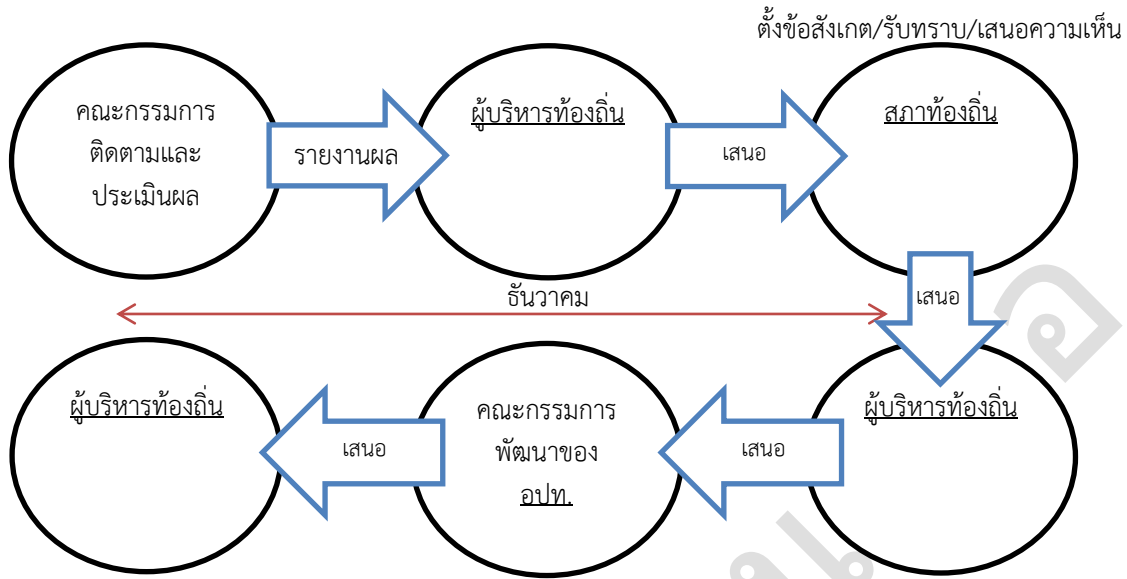 ตั้งข้อสังเกต/รับทราบ/เสนอความเห็น
คณะกรรมการ
ติดตามและ
ประเมินผล
รายงานผล
ผู้บริหารท้องถิ่น
เสนอ
สภาท้องถิ่น
เสนอ
ธันวาคม
ผู้บริหารท้องถิ่น
เสนอ
คณะกรรมการ
พัฒนาของ
อปท.
เสนอ
ผู้บริหารท้องถิ่น